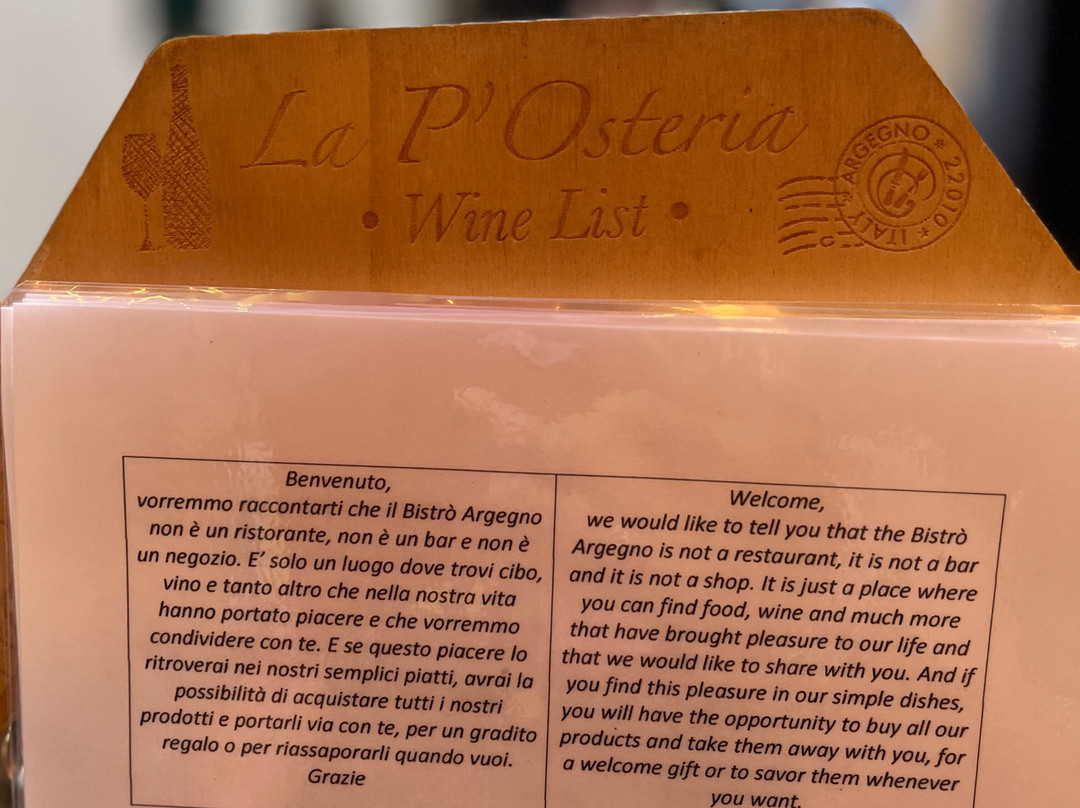 La P'Osteria
• Wine List •
ARGEGNO * 22010 * ITALY *
Benvenuto,
vorremmo raccontarti che il Bistrò Argegno
non è un ristorante, non è un bar e non è
un negozio. E' solo un luogo dove trovi cibo,
vino e tanto altro che nella nostra vita
hanno portato piacere e che vorremmo
condividere con te. E se questo piacere lo
ritroverai nei nostri semplici piatti, avrai la
possibilità di acquistare tutti i nostri
prodotti e portarli via con te, per un gradito
regalo o per riassaporarli quando vuoi.
Grazie
Welcome,
we would like to tell you that the Bistrò
Argegno is not a restaurant, it is not a bar
and it is not a shop. It is just a place where
you can find food, wine and much more
that have brought pleasure to our life and
that we would like to share with you. And if
you find this pleasure in our simple dishes,
you will have the opportunity to buy all our
products and take them away with you, for
a welcome gift or to savor them whenever
you want.